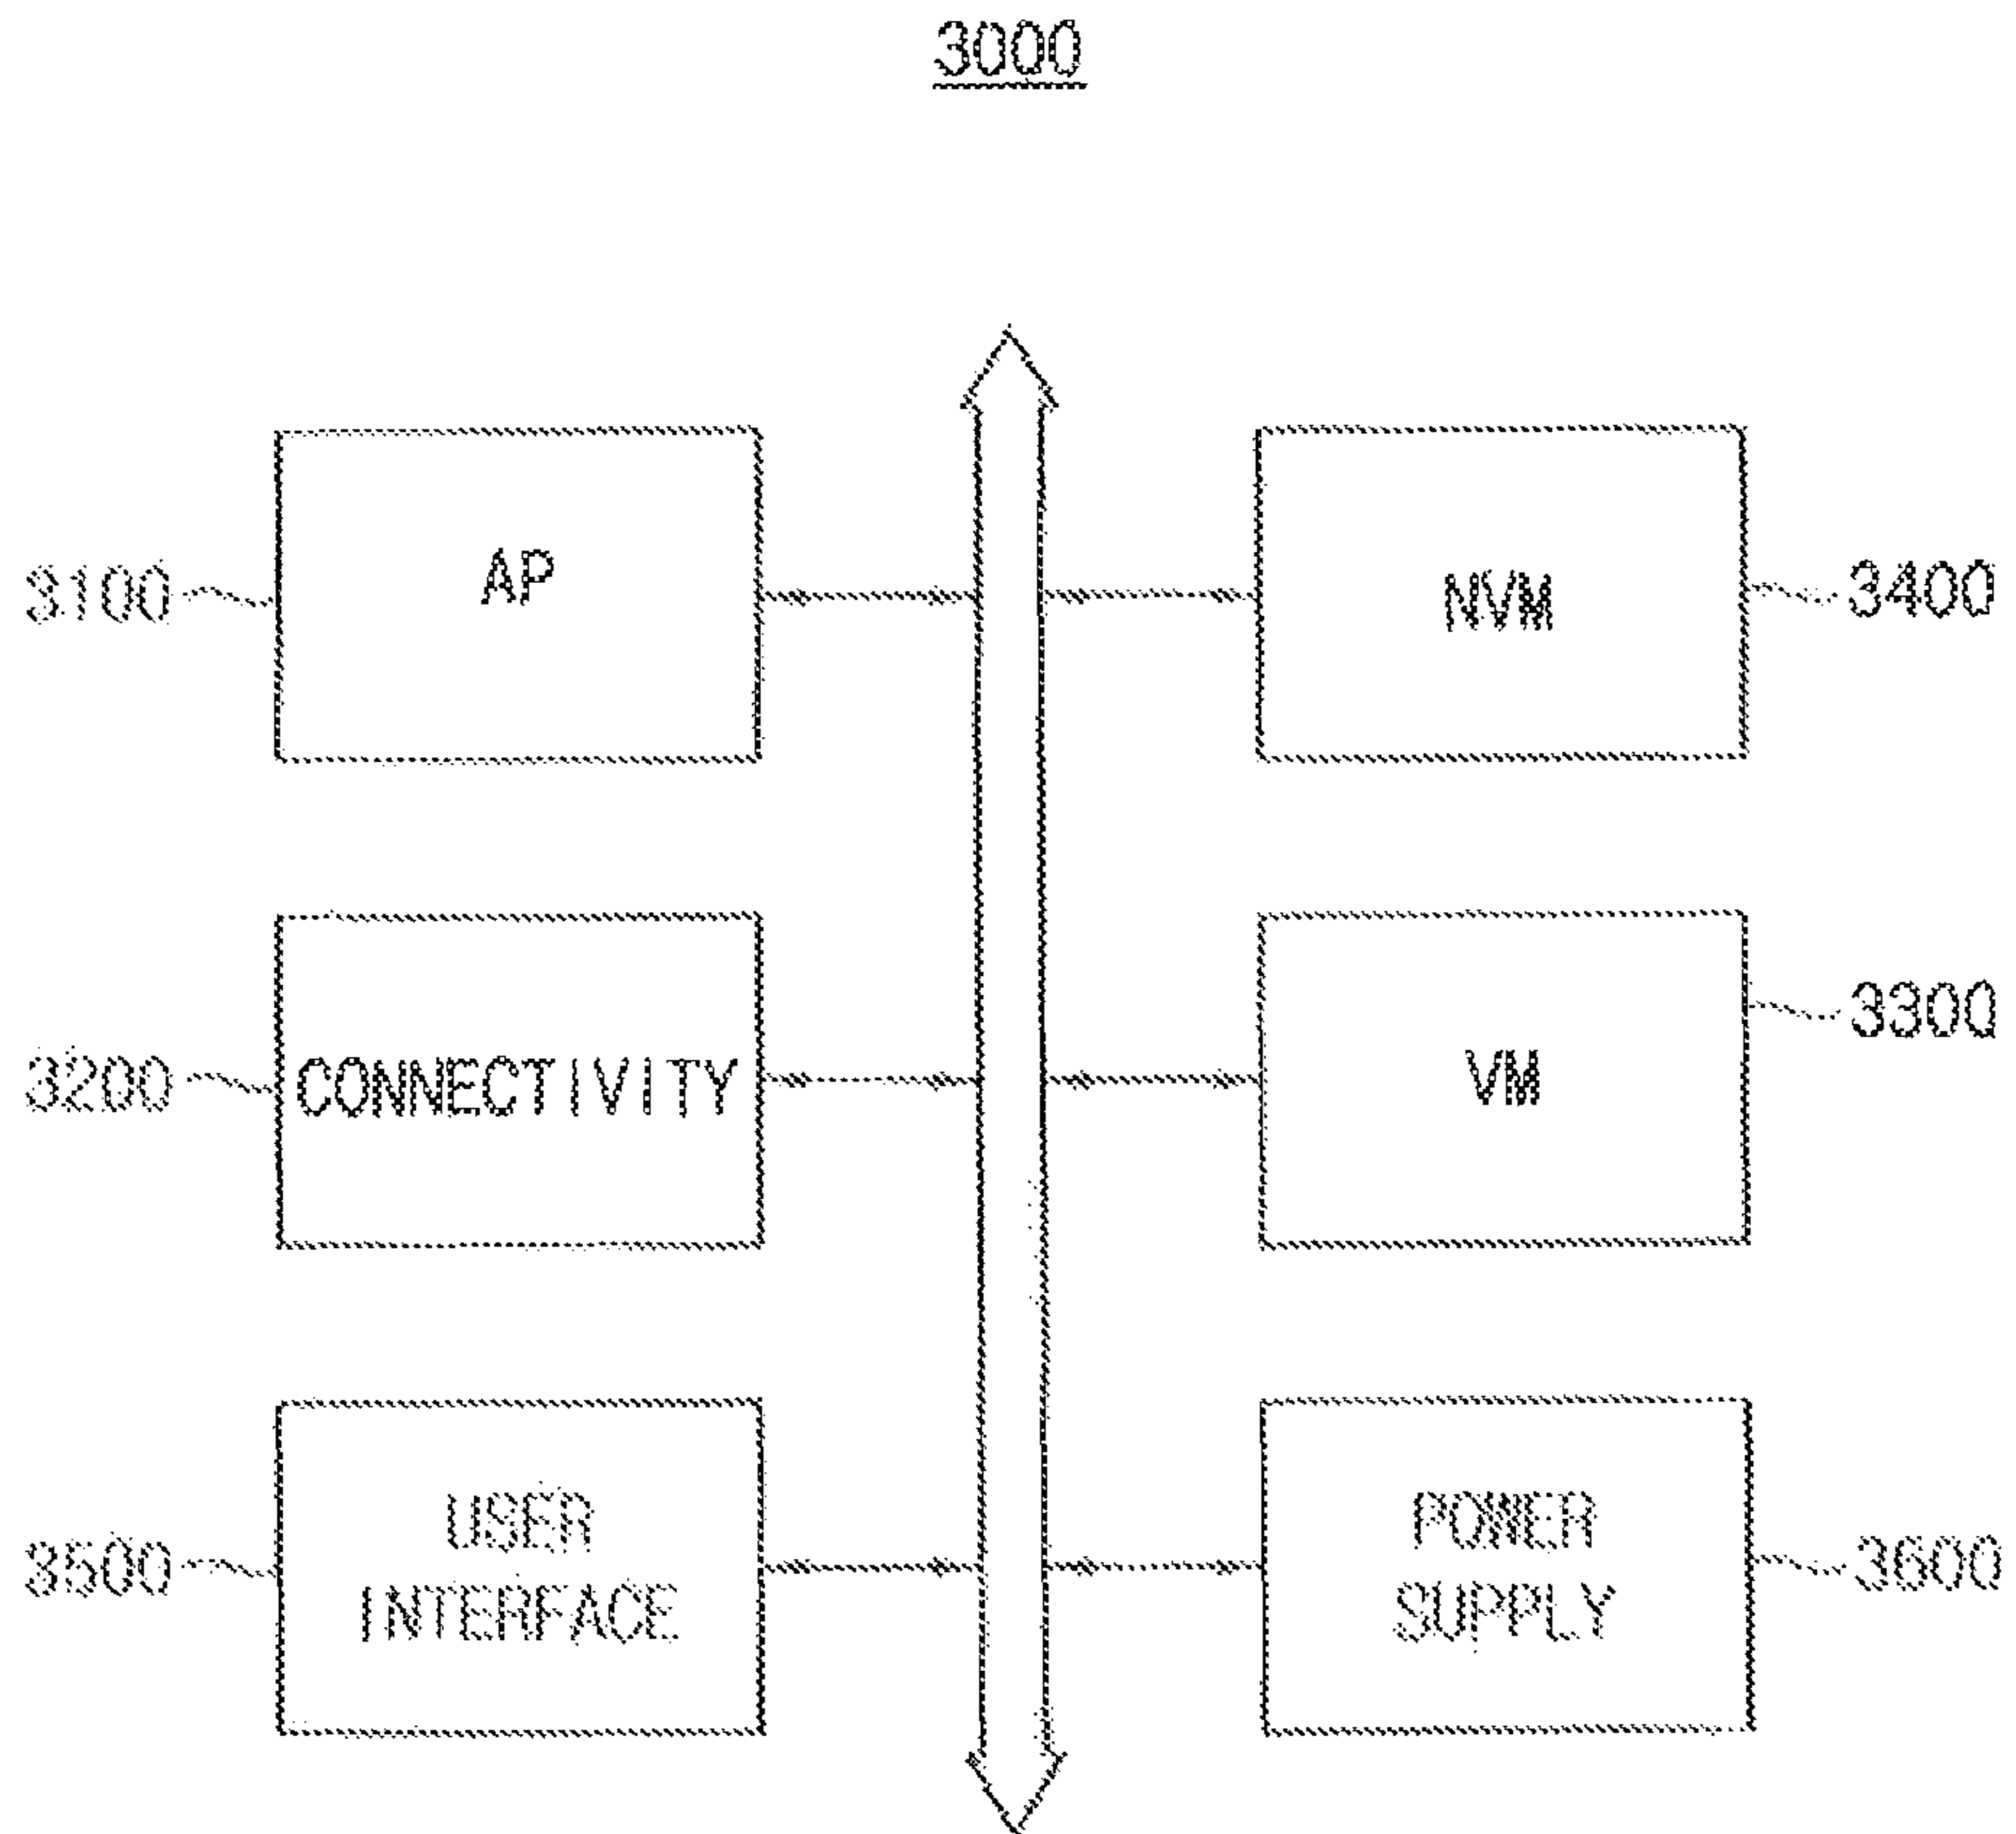 3000
3100
AP
NVM
3400
3200
CONNECTIVITY
VM
3300
3500
USER
INTERFACE
POWER
SUPPLY
3600